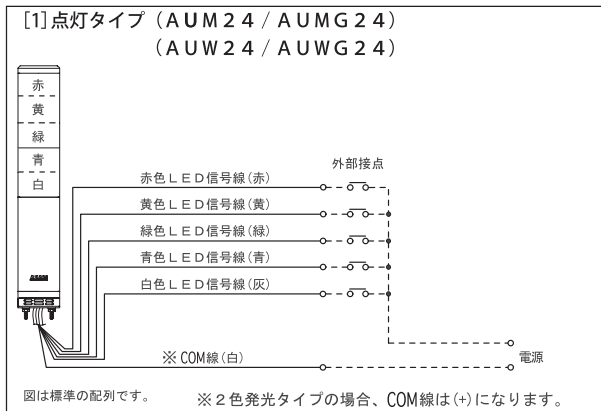 [1]点灯タイプ（ＡＵＭ２４／ＡＵＭＧ２４）
（ＡＵＷ２４／ＡＵＷＧ２４）
赤
黄
緑
青
白
外部接点
赤色ＬＥＤ信号線(赤)
黄色ＬＥＤ信号線(黄)
緑色ＬＥＤ信号線(緑)
青色ＬＥＤ信号線(青)
白色ＬＥＤ信号線(灰)
※COM線(白)
電源
図は標準の配列です。
※２色発光タイプの場合、COM線は(+)になります。